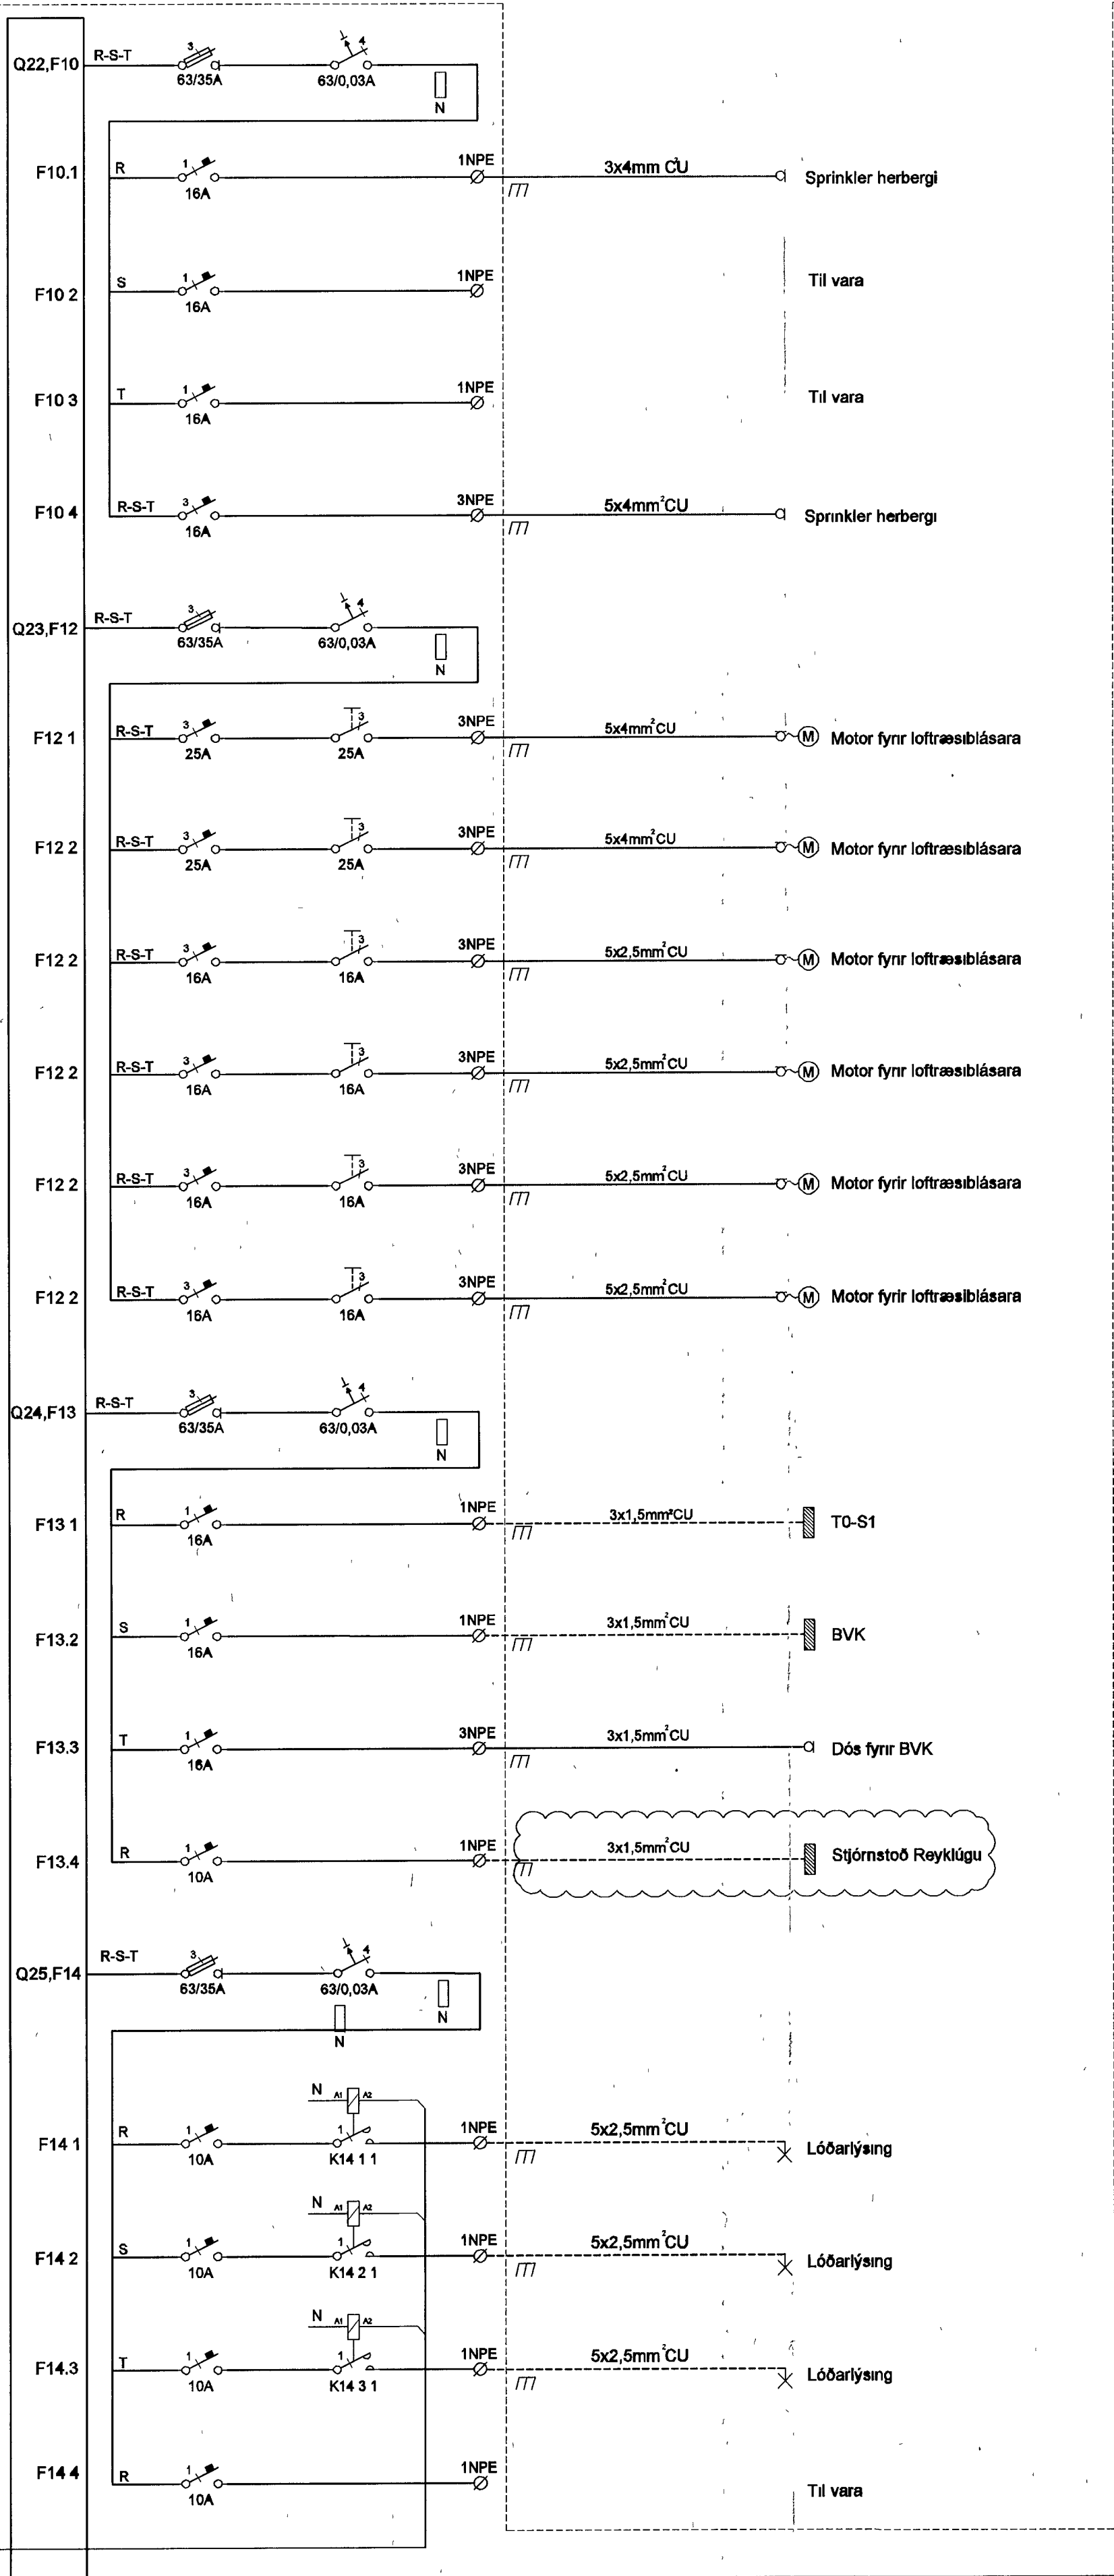 Q22,F10 R-S-T 3 63/35A 4 63/0,03A N
F10.1 R 1 16A 1NPE 3x4mm²CU Sprinkler herbergi
F10 2 S 1 16A 1NPE Til vara
F10 3 T 1 16A 1NPE Til vara
F10 4 R-S-T 3 16A 3NPE 5x4mm²CU Sprinkler herbergi
Q23,F12 R-S-T 3 63/35A 4 63/0,03A N
F12 1 R-S-T 3 25A 3 25A 3NPE 5x4mm²CU M Motor fyrir loftræsiblásara
F12 2 R-S-T 3 25A 3 25A 3NPE 5x4mm²CU M Motor fyrir loftræsiblásara
F12 2 R-S-T 3 16A 3 16A 3NPE 5x2,5mm²CU M Motor fyrir loftræsiblásara
F12 2 R-S-T 3 16A 3 16A 3NPE 5x2,5mm²CU M Motor fyrir loftræsiblásara
F12 2 R-S-T 3 16A 3 16A 3NPE 5x2,5mm²CU M Motor fyrir loftræsiblásara
F12 2 R-S-T 3 16A 3 16A 3NPE 5x2,5mm²CU M Motor fyrir loftræsiblásara
Q24,F13 R-S-T 3 63/35A 4 63/0,03A N
F13 1 R 1 16A 1NPE 3x1,5mm²CU T0-S1
F13.2 S 1 16A 1NPE 3x1,5mm²CU BVK
F13.3 T 1 16A 3NPE 3x1,5mm²CU Dós fyrir BVK
F13.4 R 1 10A 1NPE 3x1,5mm²CU Stjórnstoð Reyklúgu
Q25,F14 R-S-T 3 63/35A 4 63/0,03A N N
F14 1 R 1 10A N A1 A2 1 K14 1 1 1NPE 5x2,5mm²CU Lóðarlýsing
F14 2 S 1 10A N A1 A2 1 K14 2 1 1NPE 5x2,5mm²CU Lóðarlýsing
F14.3 T 1 10A N A1 A2 1 K14 3 1 1NPE 5x2,5mm²CU Lóðarlýsing
F14 4 R 1 10A 1NPE Til vara